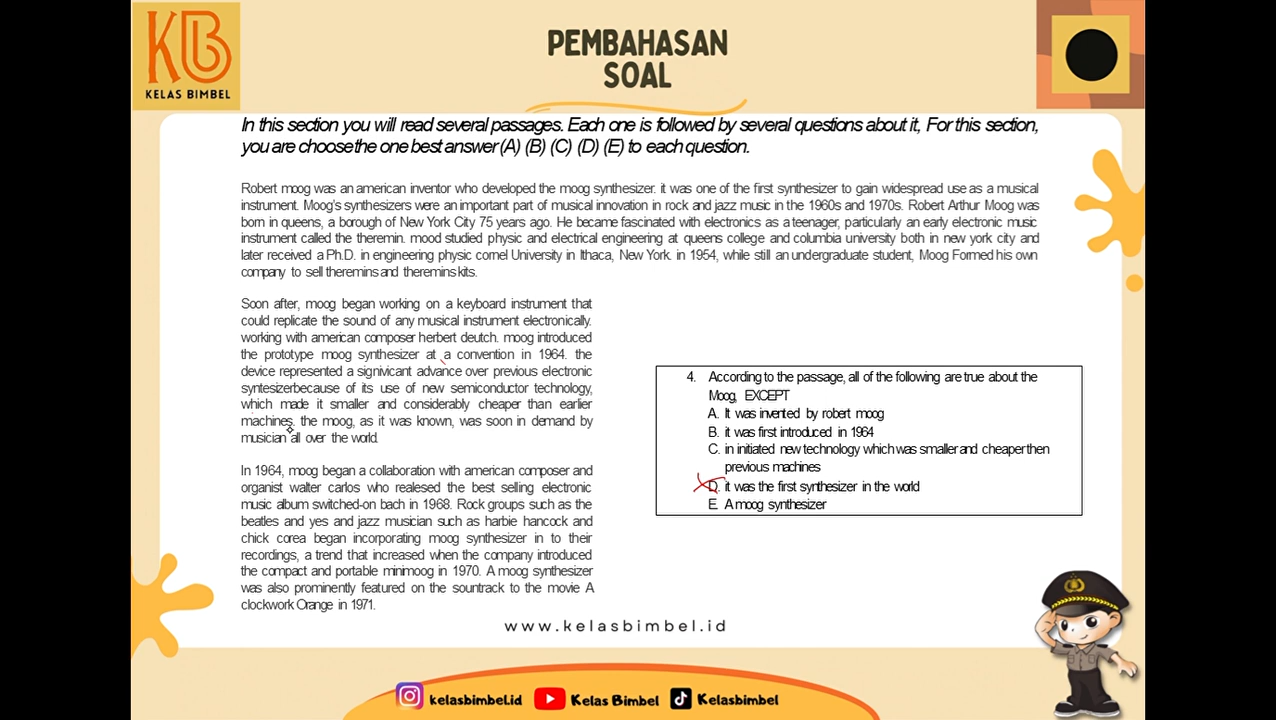 KB
KELAS BIMBEL
PEMBAHASAN
SOAL
In this section you will read several passages. Each one is followed by several questions about it, For this section,
you are choose the one best answer (A) (B) (C) (D) (E) to each question.
Robert moog was an american inventor who developed the moog synthesizer. it was one of the first synthesizer to gain widespread use as a musical
instrument. Moog's synthesizers were an important part of musical innovation in rock and jazz music in the 1960s and 1970s. Robert Arthur Moog was
born in queens, a borough of New York City 75 years ago. He became fascinated with electronics as a teenager, particularly an early electronic music
instrument called the theremin. mood studied physic and electrical engineering at queens college and columbia university both in new york city and
later received a Ph.D. in engineering physic cornel University in Ithaca, New York. in 1954, while still an undergraduate student, Moog Formed his own
company to sell theremins and theremins kits.
Soon after, moog began working on a keyboard instrument that
could replicate the sound of any musical instrument electronically.
working with american composer herbert deutch. moog introduced
the prototype moog synthesizer at a convention in 1964. the
device represented a signivicant advance over previous electronic
syntesizerbecause of its use of new semiconductor technology,
which made it smaller and considerably cheaper than earlier
machines. the moog, as it was known, was soon in demand by
musician all over the world.
In 1964, moog began a collaboration with american composer and
organist walter carlos who realesed the best selling electronic
music album switched-on bach in 1968. Rock groups such as the
beatles and yes and jazz musician such as harbie hancock and
chick corea began incorporating moog synthesizer in to their
recordings, a trend that increased when the company introduced
the compact and portable minimoog in 1970. A moog synthesizer
was also prominently featured on the sountrack to the movie A
clockwork Orange in 1971.
4. According to the passage, all of the following are true about the
Moog, EXCEPT
A. It was invented by robert moog
B. it was first introduced in 1964
C. in initiated new technology which was smaller and cheaper then
previous machines
D. it was the first synthesizer in the world
E. A moog synthesizer
www.kelasbimbel.id
kelasbimbel.id Kelas Bimbel Kelasbimbel